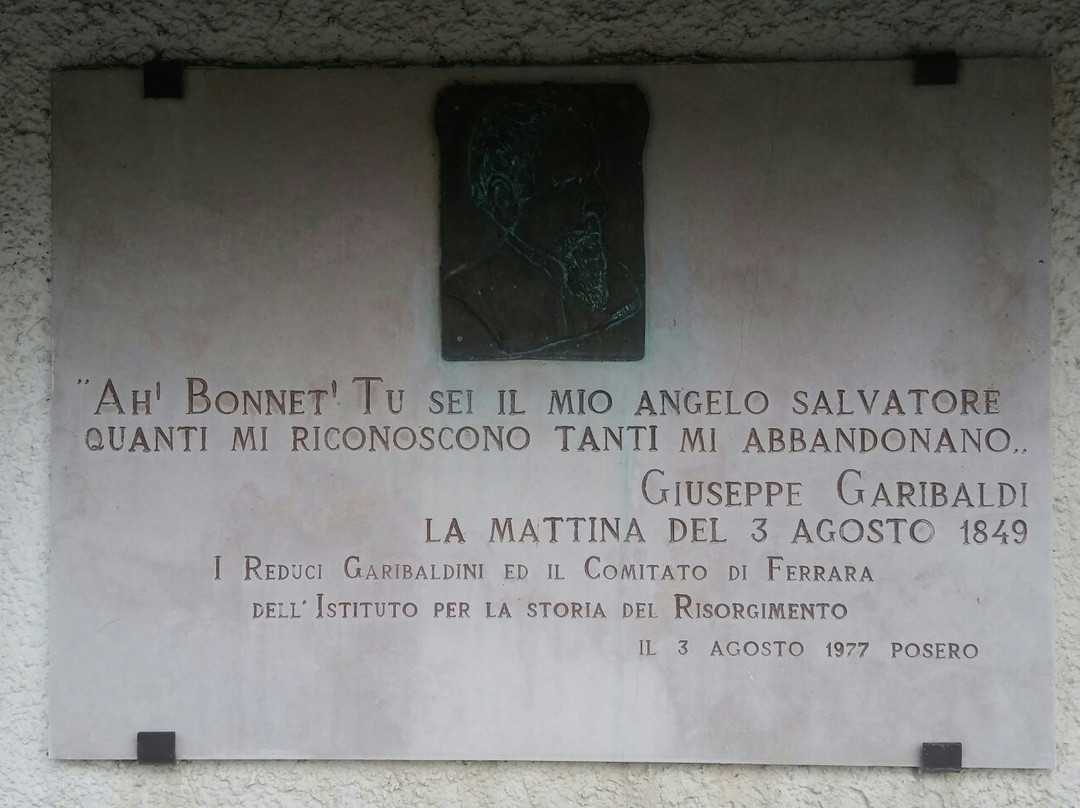 "AH' BONNET' TU SEI IL MIO ANGELO SALVATORE
QUANTI MI RICONOSCONO TANTI MI ABBANDONANO„
GIUSEPPE GARIBALDI
LA MATTINA DEL 3 AGOSTO 1849
I REDUCI GARIBALDINI ED IL COMITATO DI FERRARA
DELL'ISTITUTO PER LA STORIA DEL RISORGIMENTO
IL 3 AGOSTO 1977 POSERO